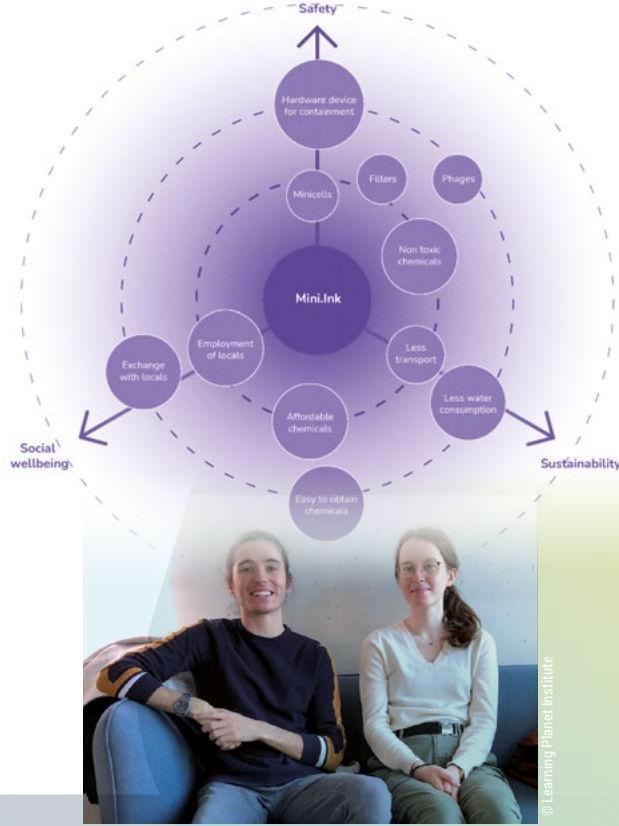 Safety
Hardware device
for containment
Minicells
Filters
Phages
Non toxic
chemicals
Mini.Ink
Employment
of locals
Less
transport
Exchange
with locals
Less water
consumption
Affordable
chemicals
Social
wellbeing
Sustainability
Easy to obtain
chemicals
© Learning Planet Institute